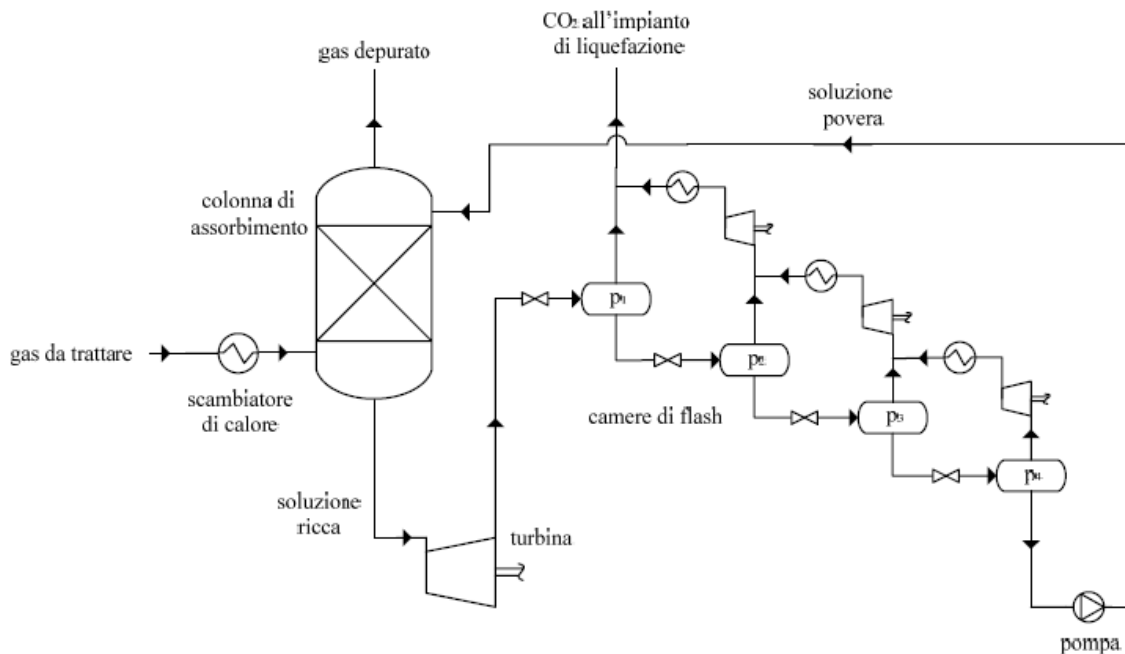 CO₂ all'impianto
di liquefazione
gas depurato
soluzione
povera
colonna di
assorbimento
p₁
gas da trattare
p₂
scambiatore
di calore
camere di flash
p₃
p₄
soluzione
ricca
turbina
pompa